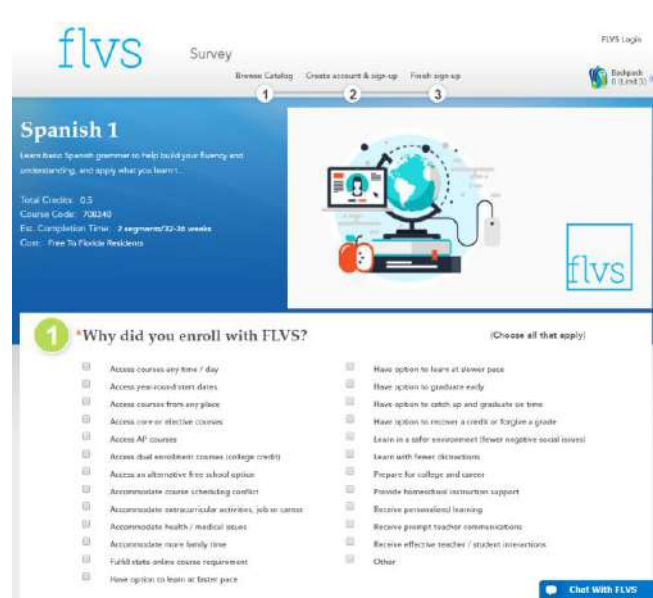 flvs
Survey
FLVS Login
Browse Catalog Create account & sign-up Finish sign-up
1 2 3
Backpack
0 (Limit 3)
Spanish 1
Learn basic Spanish grammar to help build your fluency and
understanding, and apply what you learn t...
Total Credits: 0.5
Course Code: 708340
Est. Completion Time: 2 segments/32-36 weeks
Cost: Free To Florida Residents
flvs
1 *Why did you enroll with FLVS? (Choose all that apply)
Access courses any time / day
Access year-round start dates
Access courses from any place
Access core or elective courses
Access AP courses
Access dual enrollment courses (college credit)
Access an alternative free school option
Accommodate course scheduling conflict
Accommodate extracurricular activities, job or career
Accommodate health / medical issues
Accommodate more family time
Fulfill state online course requirement
Have option to learn at faster pace
Have option to learn at slower pace
Have option to graduate early
Have option to catch up and graduate on time
Have option to recover a credit or forgive a grade
Learn in a safer environment (fewer negative social issues)
Learn with fewer distractions
Prepare for college and career
Provide homeschool instruction support
Receive personalized learning
Receive prompt teacher communications
Receive effective teacher / student interactions
Other
Chat With FLVS